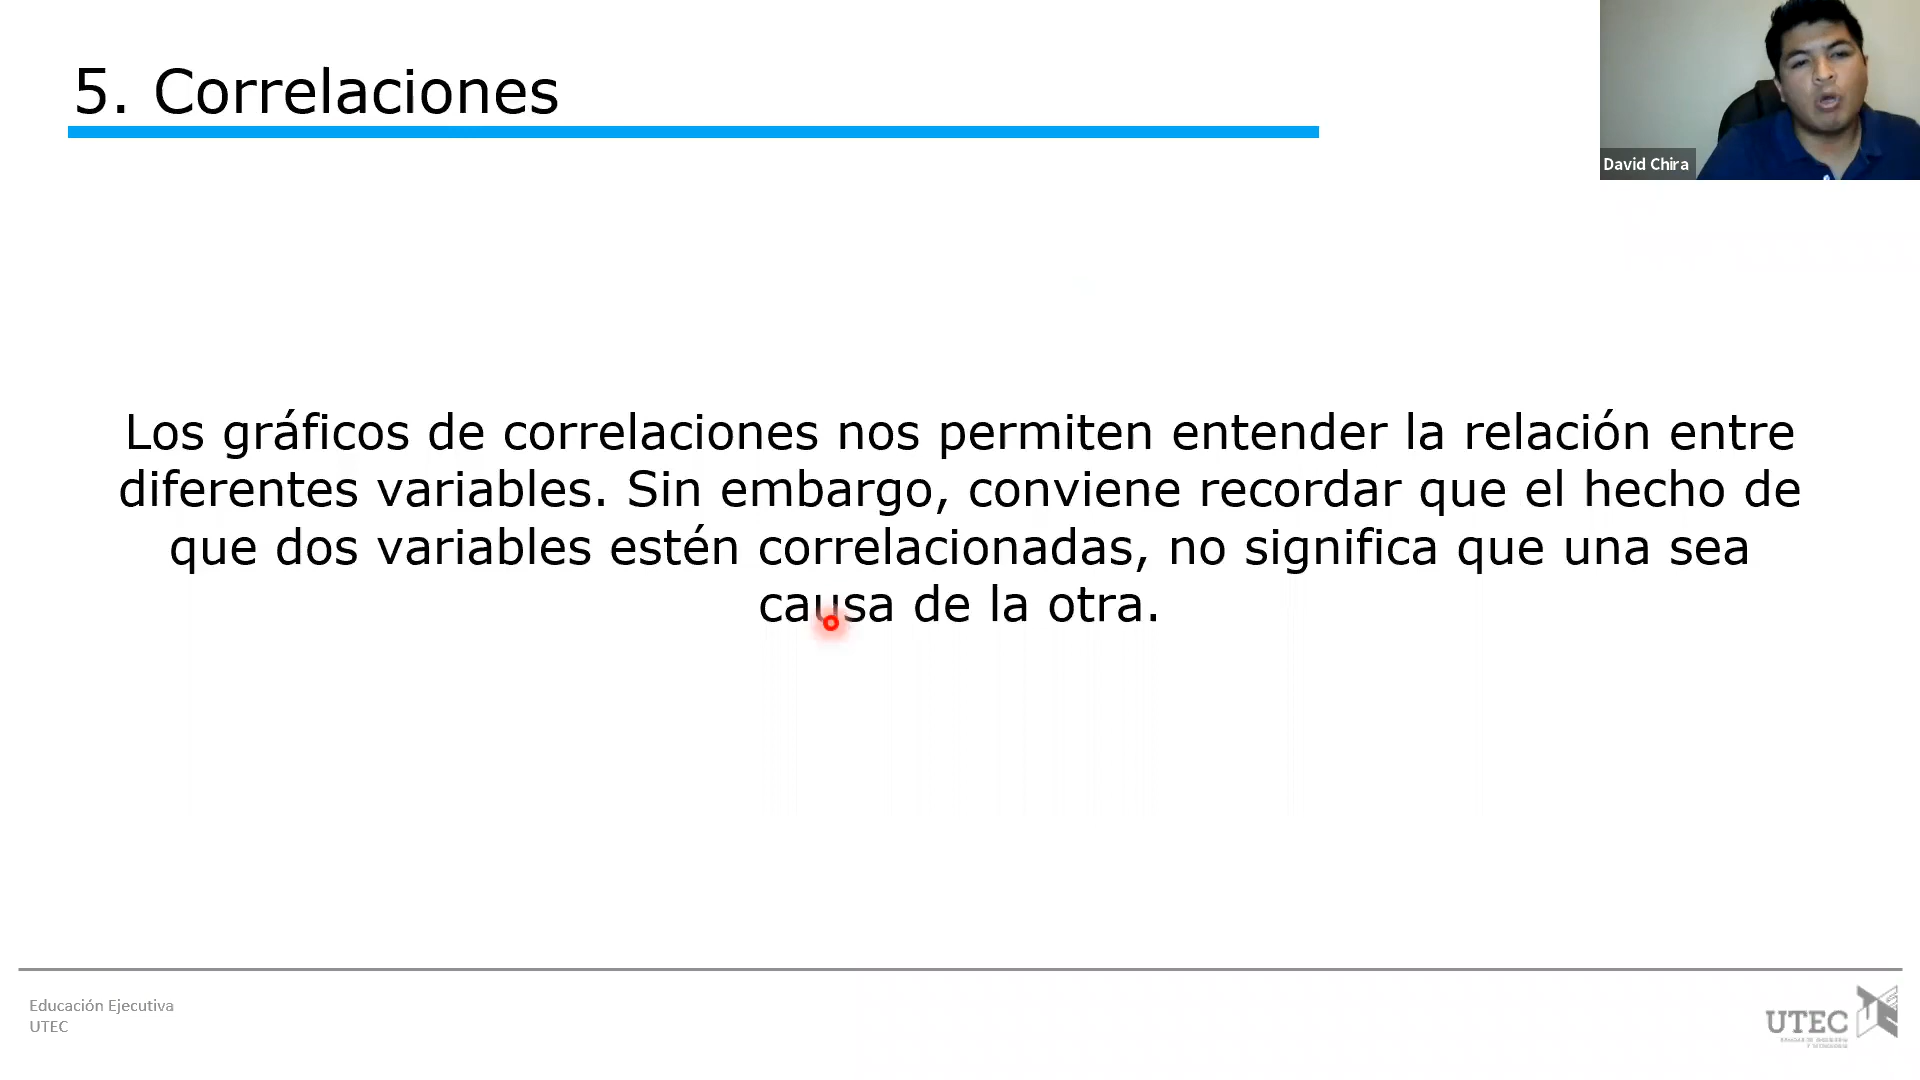 5. Correlaciones
David Chira
Los gráficos de correlaciones nos permiten entender la relación entre
diferentes variables. Sin embargo, conviene recordar que el hecho de
que dos variables estén correlacionadas, no significa que una sea
causa de la otra.
Educación Ejecutiva
UTEC
UTEC